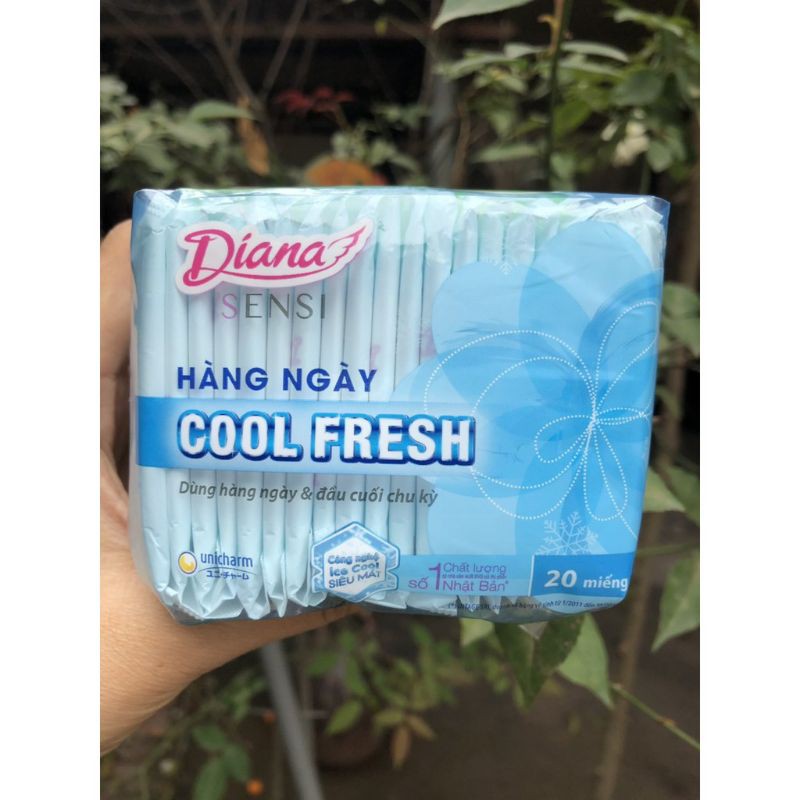 Diana
SENSI
HÀNG NGÀY
COOL FRESH
Dùng hàng ngày & đầu cuối chu kỳ
unicharm
ユニ・チャーム
Công nghệ
Ice Cool
SIÊU MÁT
Chất lượng
số 1
Nhật Bản*
20 miếng